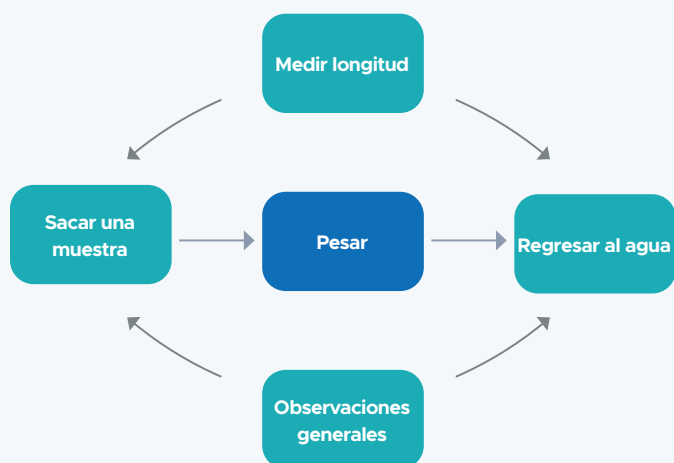 Medir longitud
Sacar una
muestra
Pesar
Regresar al agua
Observaciones
generales